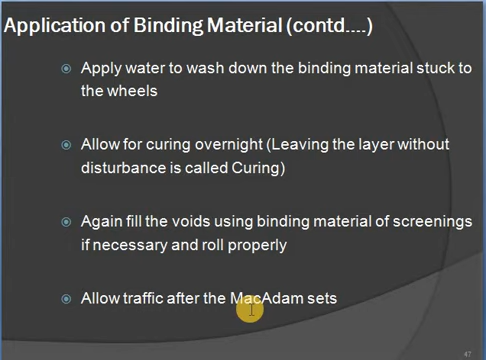 Application of Binding Material (contd....)
Apply water to wash down the binding material stuck to
the wheels
Allow for curing overnight (Leaving the layer without
disturbance is called Curing)
Again fill the voids using binding material of screenings
if necessary and roll properly
Allow traffic after the MacAdam sets
47